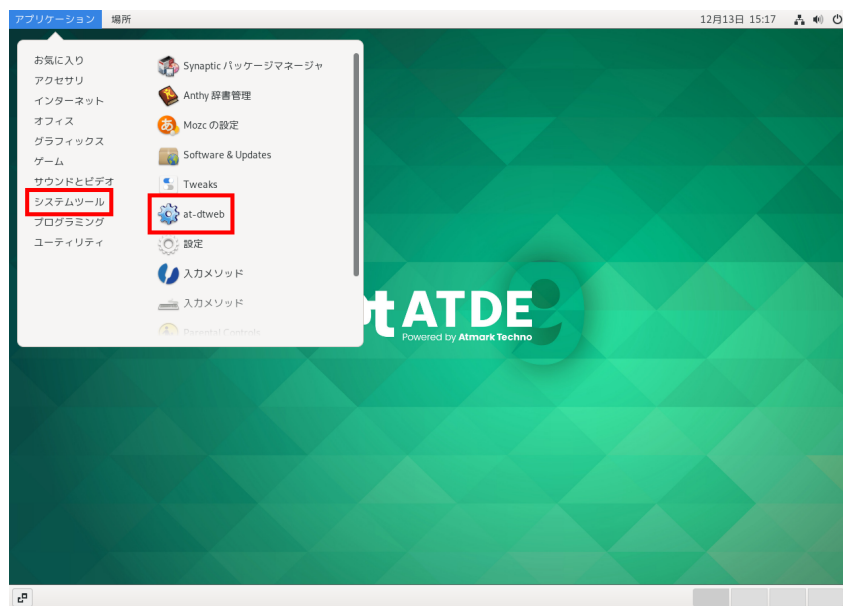 アプリケーション 場所 12月13日 15:17
お気に入り
アクセサリ
インターネット
オフィス
グラフィックス
ゲーム
サウンドとビデオ
システムツール
プログラミング
ユーティリティ
Synaptic パッケージマネージャ
Anthy 辞書管理
Mozc の設定
Software & Updates
Tweaks
at-dtweb
設定
入力メソッド
入力メソッド
Parental Controls
ot ATDE 9
Powered by Atmark Techno